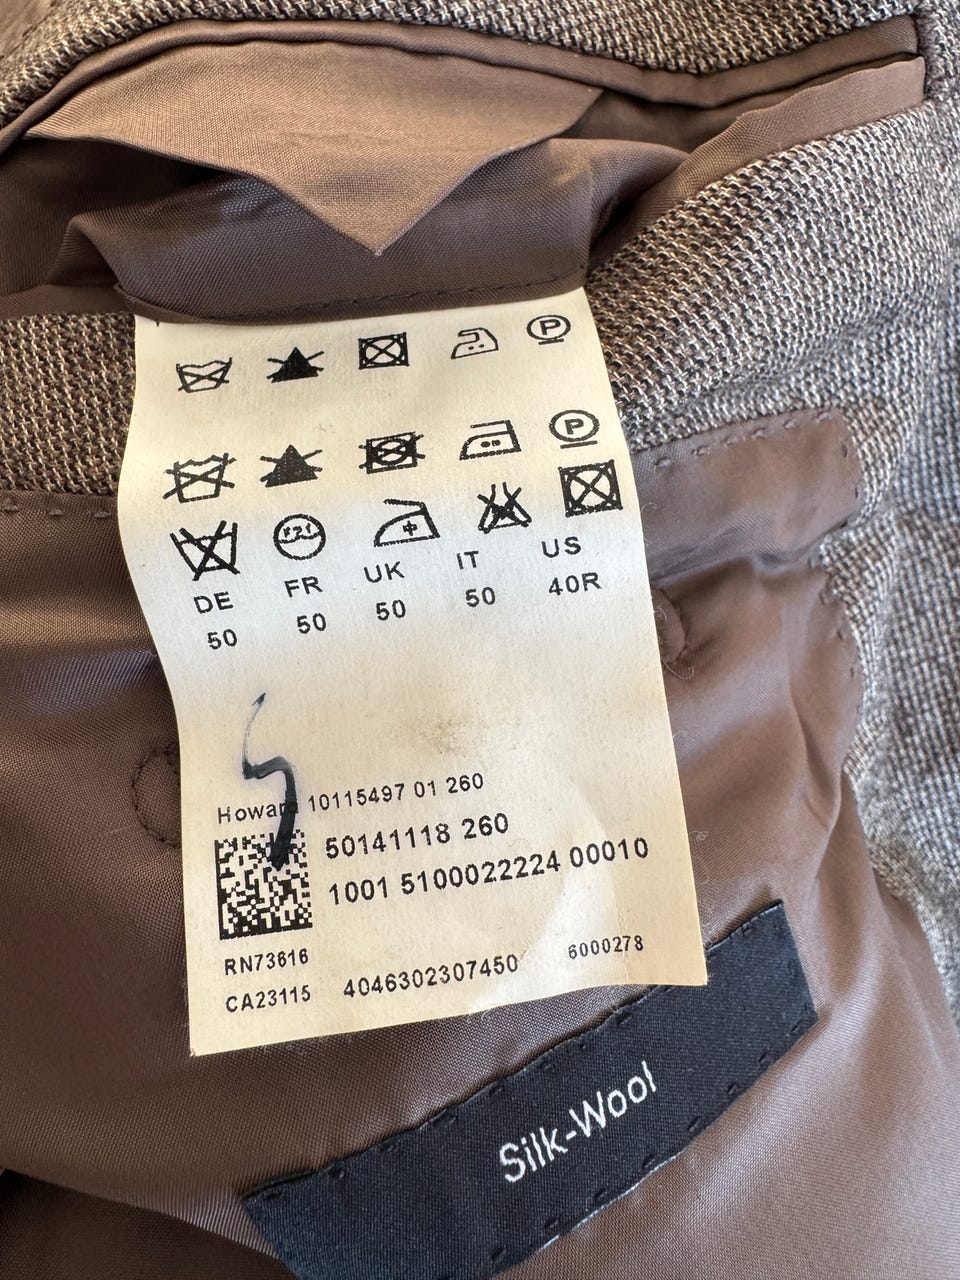 DE FR UK IT US
50 50 50 50 40R
Howard 10115497 01 260
50141118 260
1001 5100022224 00010
RN73616
CA23115 4046302307450 6000278
Silk-Wool